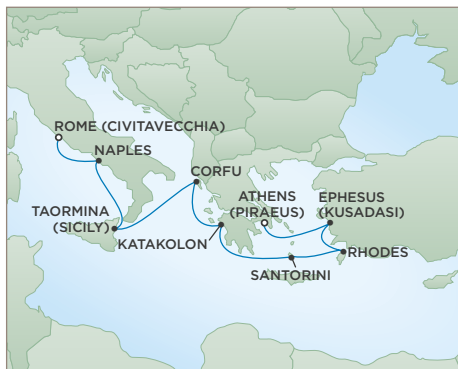 ROME (CIVITAVECCHIA)
NAPLES
CORFU
ATHENS
(PIRAEUS)
EPHESUS
(KUSADASI)
TAORMINA
(SICILY)
KATAKOLON
RHODES
SANTORINI